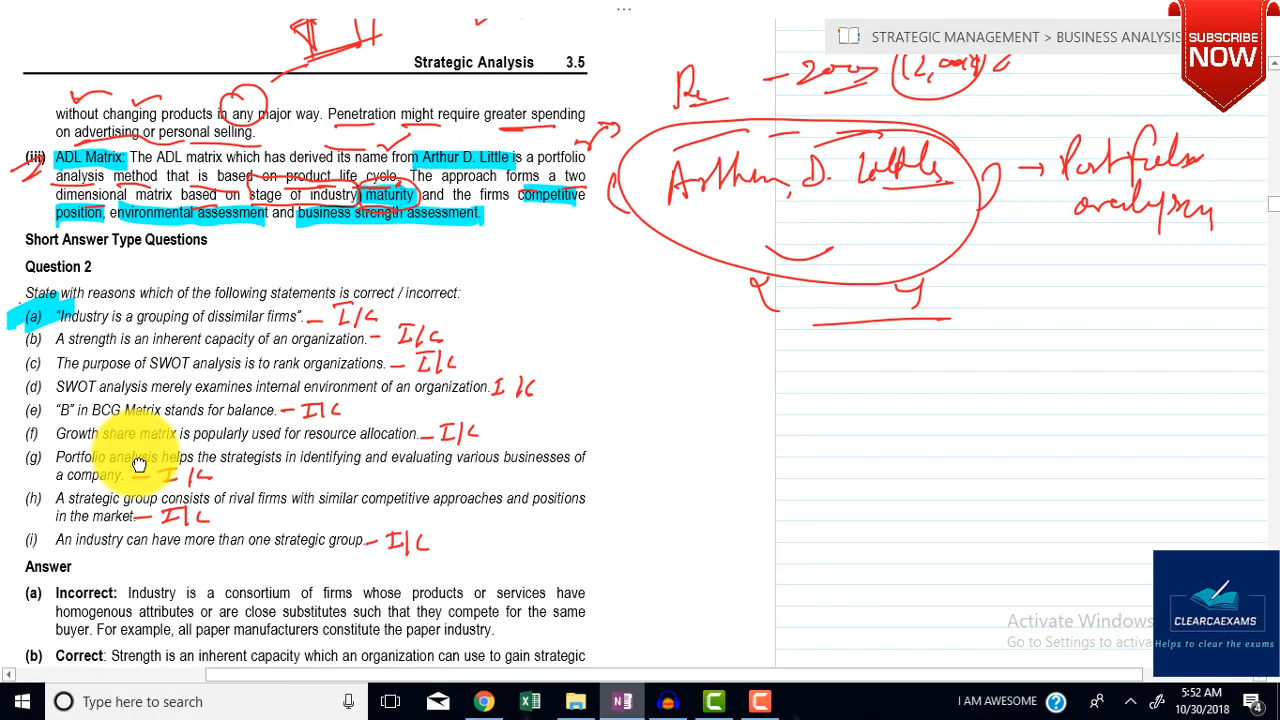 STRATEGIC MANAGEMENT > BUSINESS ANALYSIS
SUBSCRIBE
NOW
Strategic Analysis 3.5
without changing products in any major way. Penetration might require greater spending
on advertising or personal selling.
(iii) ADL Matrix: The ADL matrix which has derived its name from Arthur D. Little is a portfolio
analysis method that is based on product life cycle. The approach forms a two
dimensional matrix based on stage of industry maturity and the firms competitive
position, environmental assessment and business strength assessment.
Short Answer Type Questions
Question 2
State with reasons which of the following statements is correct / incorrect:
(a) “Industry is a grouping of dissimilar firms”. – I/C
(b) A strength is an inherent capacity of an organization. – I/C
(c) The purpose of SWOT analysis is to rank organizations. – I/C
(d) SWOT analysis merely examines internal environment of an organization. I/C
(e) “B” in BCG Matrix stands for balance. – I/C
(f) Growth share matrix is popularly used for resource allocation. – I/C
(g) Portfolio analysis helps the strategists in identifying and evaluating various businesses of
a company. – I/C
(h) A strategic group consists of rival firms with similar competitive approaches and positions
in the market. – I/C
(i) An industry can have more than one strategic group. – I/C
Answer
(a) Incorrect: Industry is a consortium of firms whose products or services have
homogenous attributes or are close substitutes such that they compete for the same
buyer. For example, all paper manufacturers constitute the paper industry.
(b) Correct: Strength is an inherent capacity which an organization can use to gain strategic
Arthur D. Littles
Portfolio
Activate Windows
Go to Settings to activa
CLEARCAEXAMS
Helps to clear the exams
Type here to search
I AM AWESOME
5:52 AM
10/30/2018
4